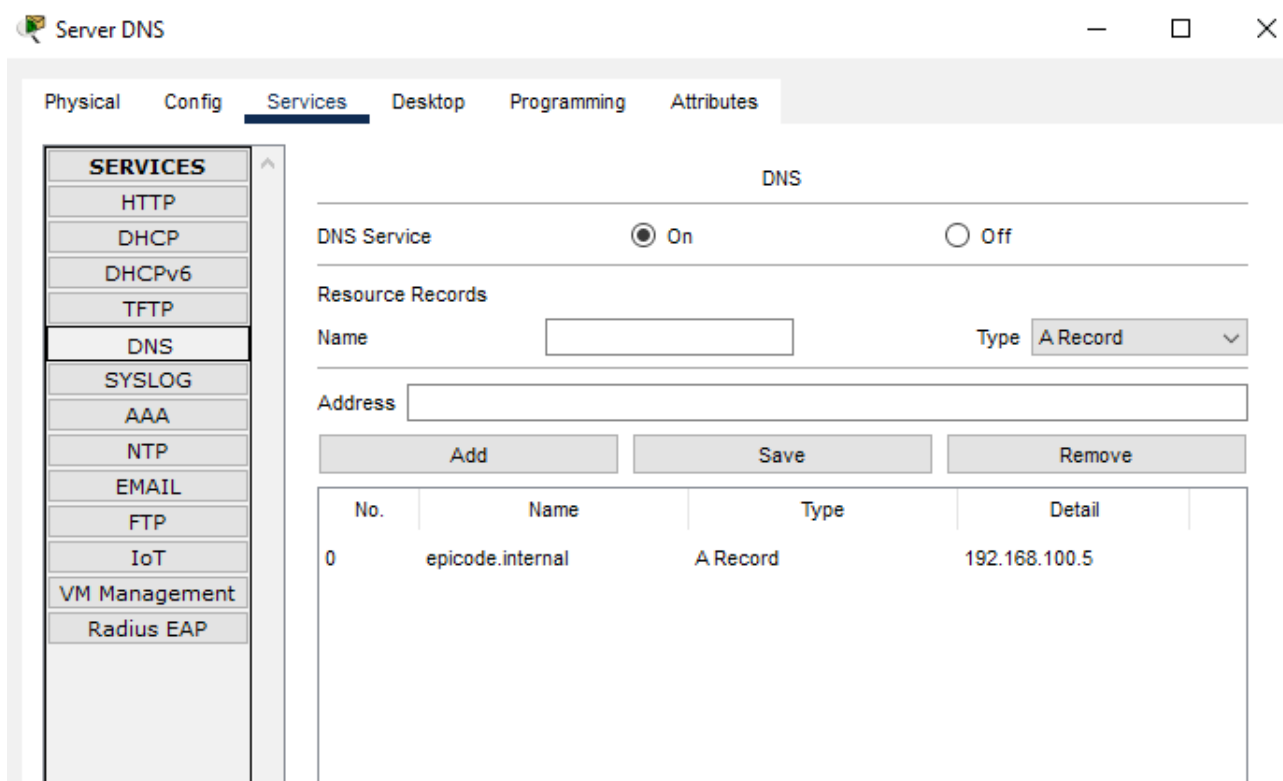 Server DNS
Physical Config Services Desktop Programming Attributes
SERVICES
HTTP
DHCP
DHCPv6
TFTP
DNS
SYSLOG
AAA
NTP
EMAIL
FTP
IoT
VM Management
Radius EAP
DNS
DNS Service On Off
Resource Records
Name Type A Record
Address
Add Save Remove
No. Name Type Detail
0 epicode.internal A Record 192.168.100.5